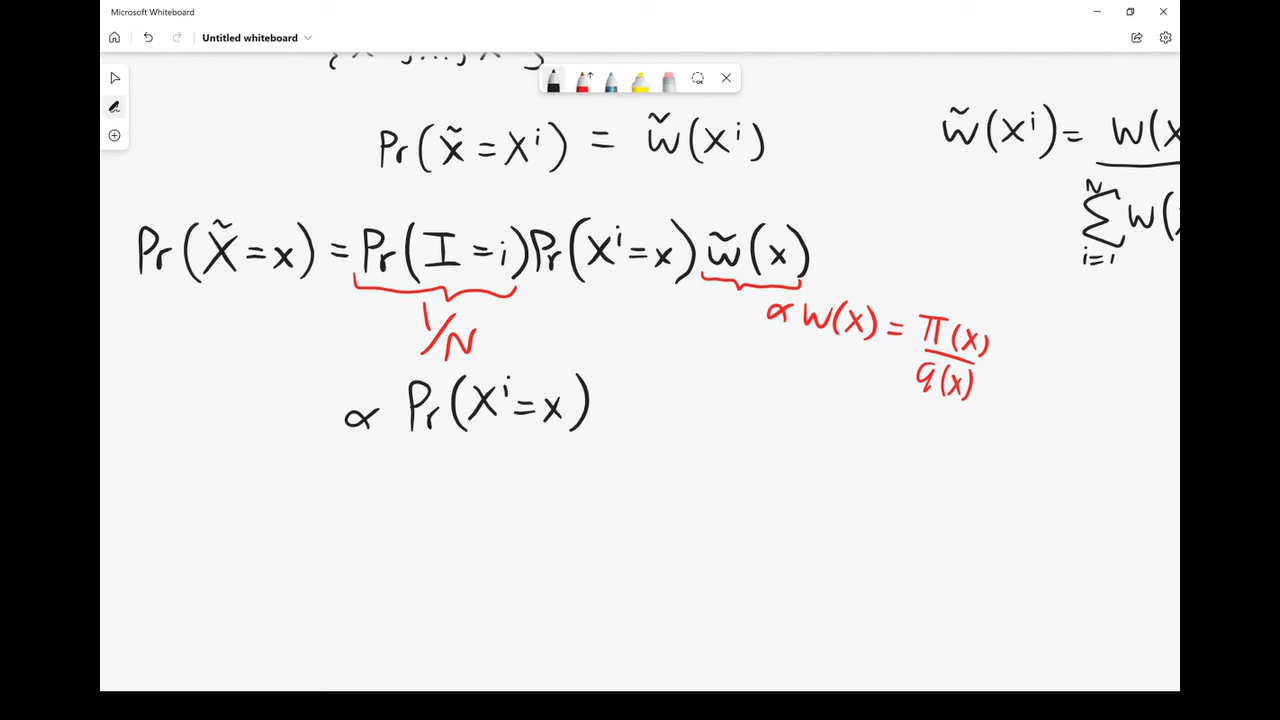 Microsoft Whiteboard
Untitled whiteboard
Pr(x̃ = Xⁱ) = w̃(Xⁱ)
w̃(Xⁱ) = W(X
N
Σ W(
i=1
Pr(X̃ = x) = Pr(I = i)Pr(Xⁱ = x) w̃(x)
1/N
∝ W(x) = π(x)
q(x)
∝ Pr(Xⁱ = x)